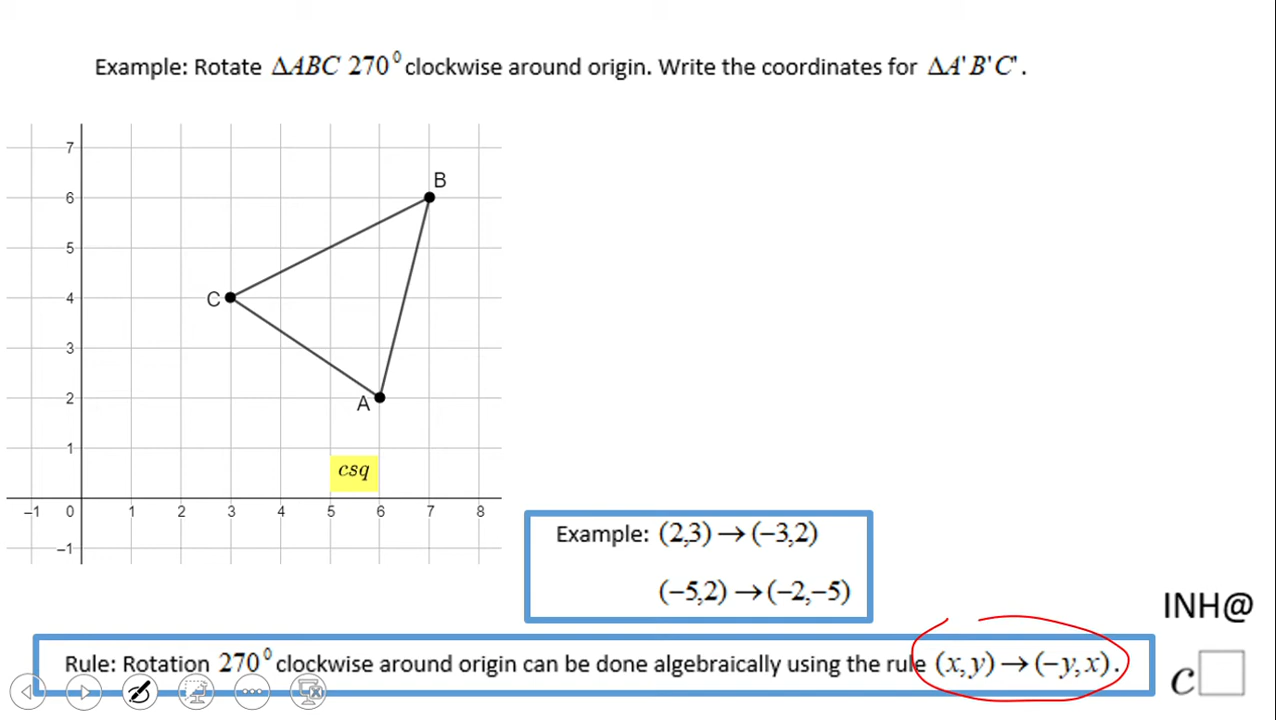 Example: Rotate ΔABC 270⁰ clockwise around origin. Write the coordinates for ΔA'B'C'.
7
B
6
5
C 4
3
2
A
1
csq
−1 0 1 2 3 4 5 6 7 8
−1
Example: (2,3) → (−3,2)
(−5,2) → (−2,−5)
INH@
Rule: Rotation 270⁰ clockwise around origin can be done algebraically using the rule (x,y) → (−y,x).
c